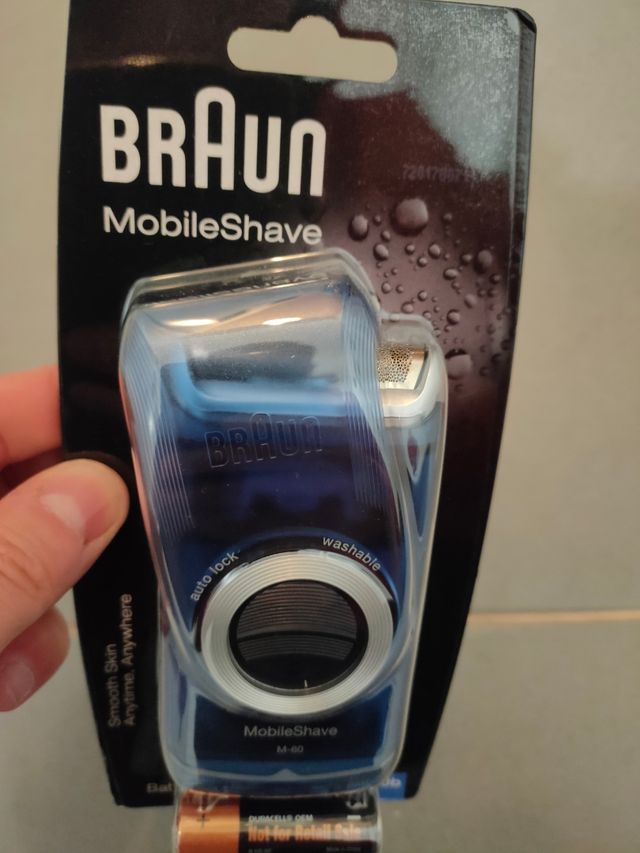 BRAUN
MobileShave
BRAUN
auto lock
washable
Smooth Skin
Anytime, Anywhere
MobileShave
M-60
DURACELL® OEM
Not for Retail Sale